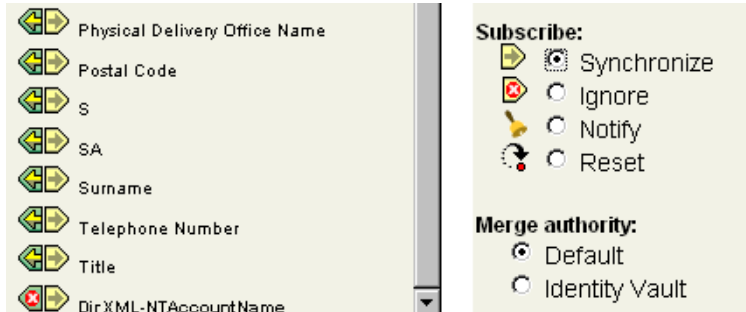 Physical Delivery Office Name
Postal Code
S
SA
Surname
Telephone Number
Title
DirXML-NTAccountName
Subscribe:
Synchronize
Ignore
Notify
Reset
Merge authority:
Default
Identity Vault